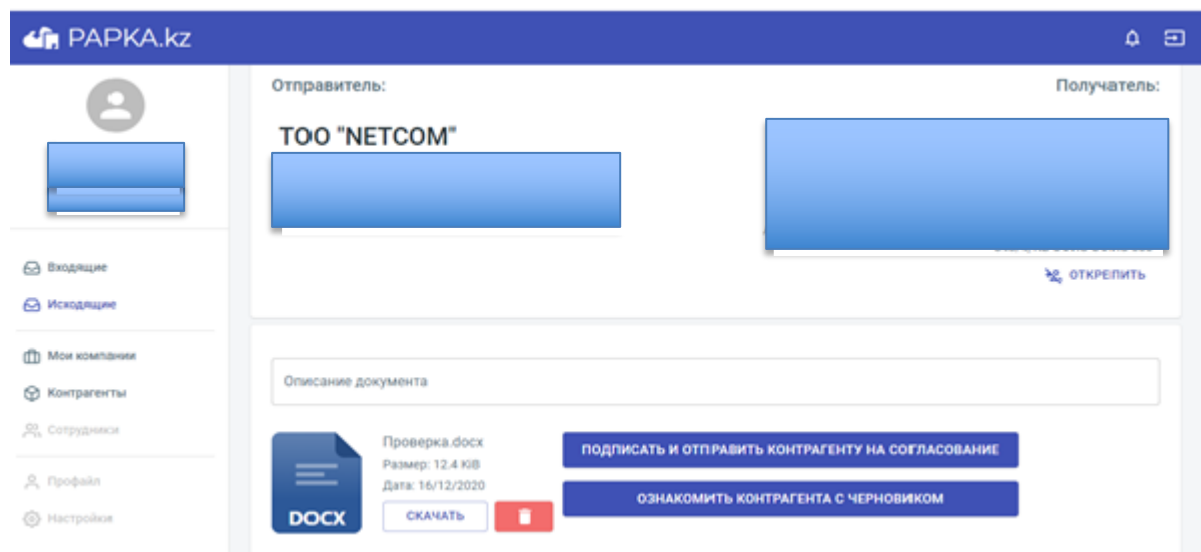 PAPKA.kz
Отправитель:
Получатель:
ТОО "NETCOM"
ОТКРЕПИТЬ
Входящие
Исходящие
Мои компании
Контрагенты
Сотрудники
Профайл
Настройки
Описание документа
Проверка.docx
Размер: 12.4 KiB
Дата: 16/12/2020
СКАЧАТЬ
DOCX
ПОДПИСАТЬ И ОТПРАВИТЬ КОНТРАГЕНТУ НА СОГЛАСОВАНИЕ
ОЗНАКОМИТЬ КОНТРАГЕНТА С ЧЕРНОВИКОМ